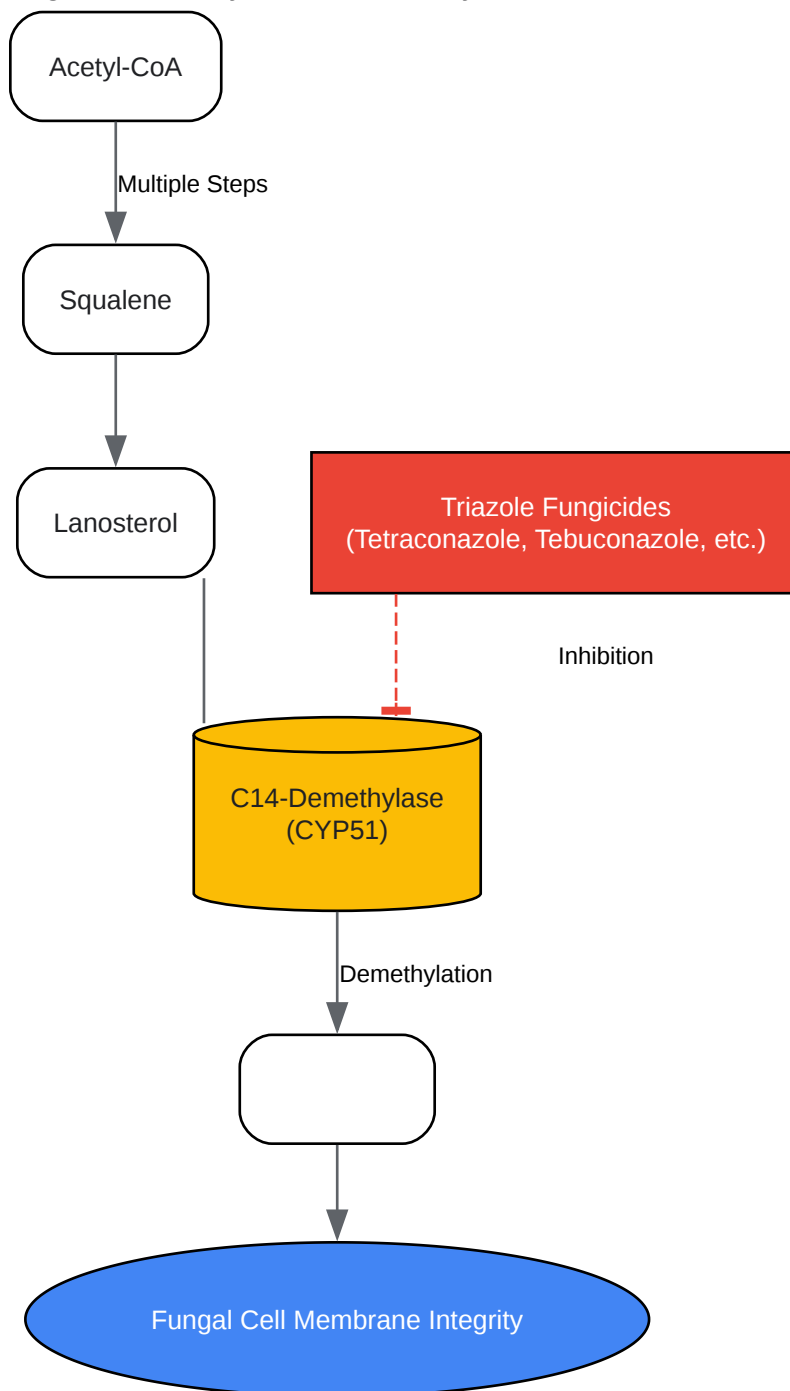 Acetyl-CoA
Multiple Steps
Squalene
Lanosterol
Triazole Fungicides
(Tetraconazole, Tebuconazole, etc.)
Inhibition
C14-Demethylase
(CYP51)
Demethylation
Fungal Cell Membrane Integrity